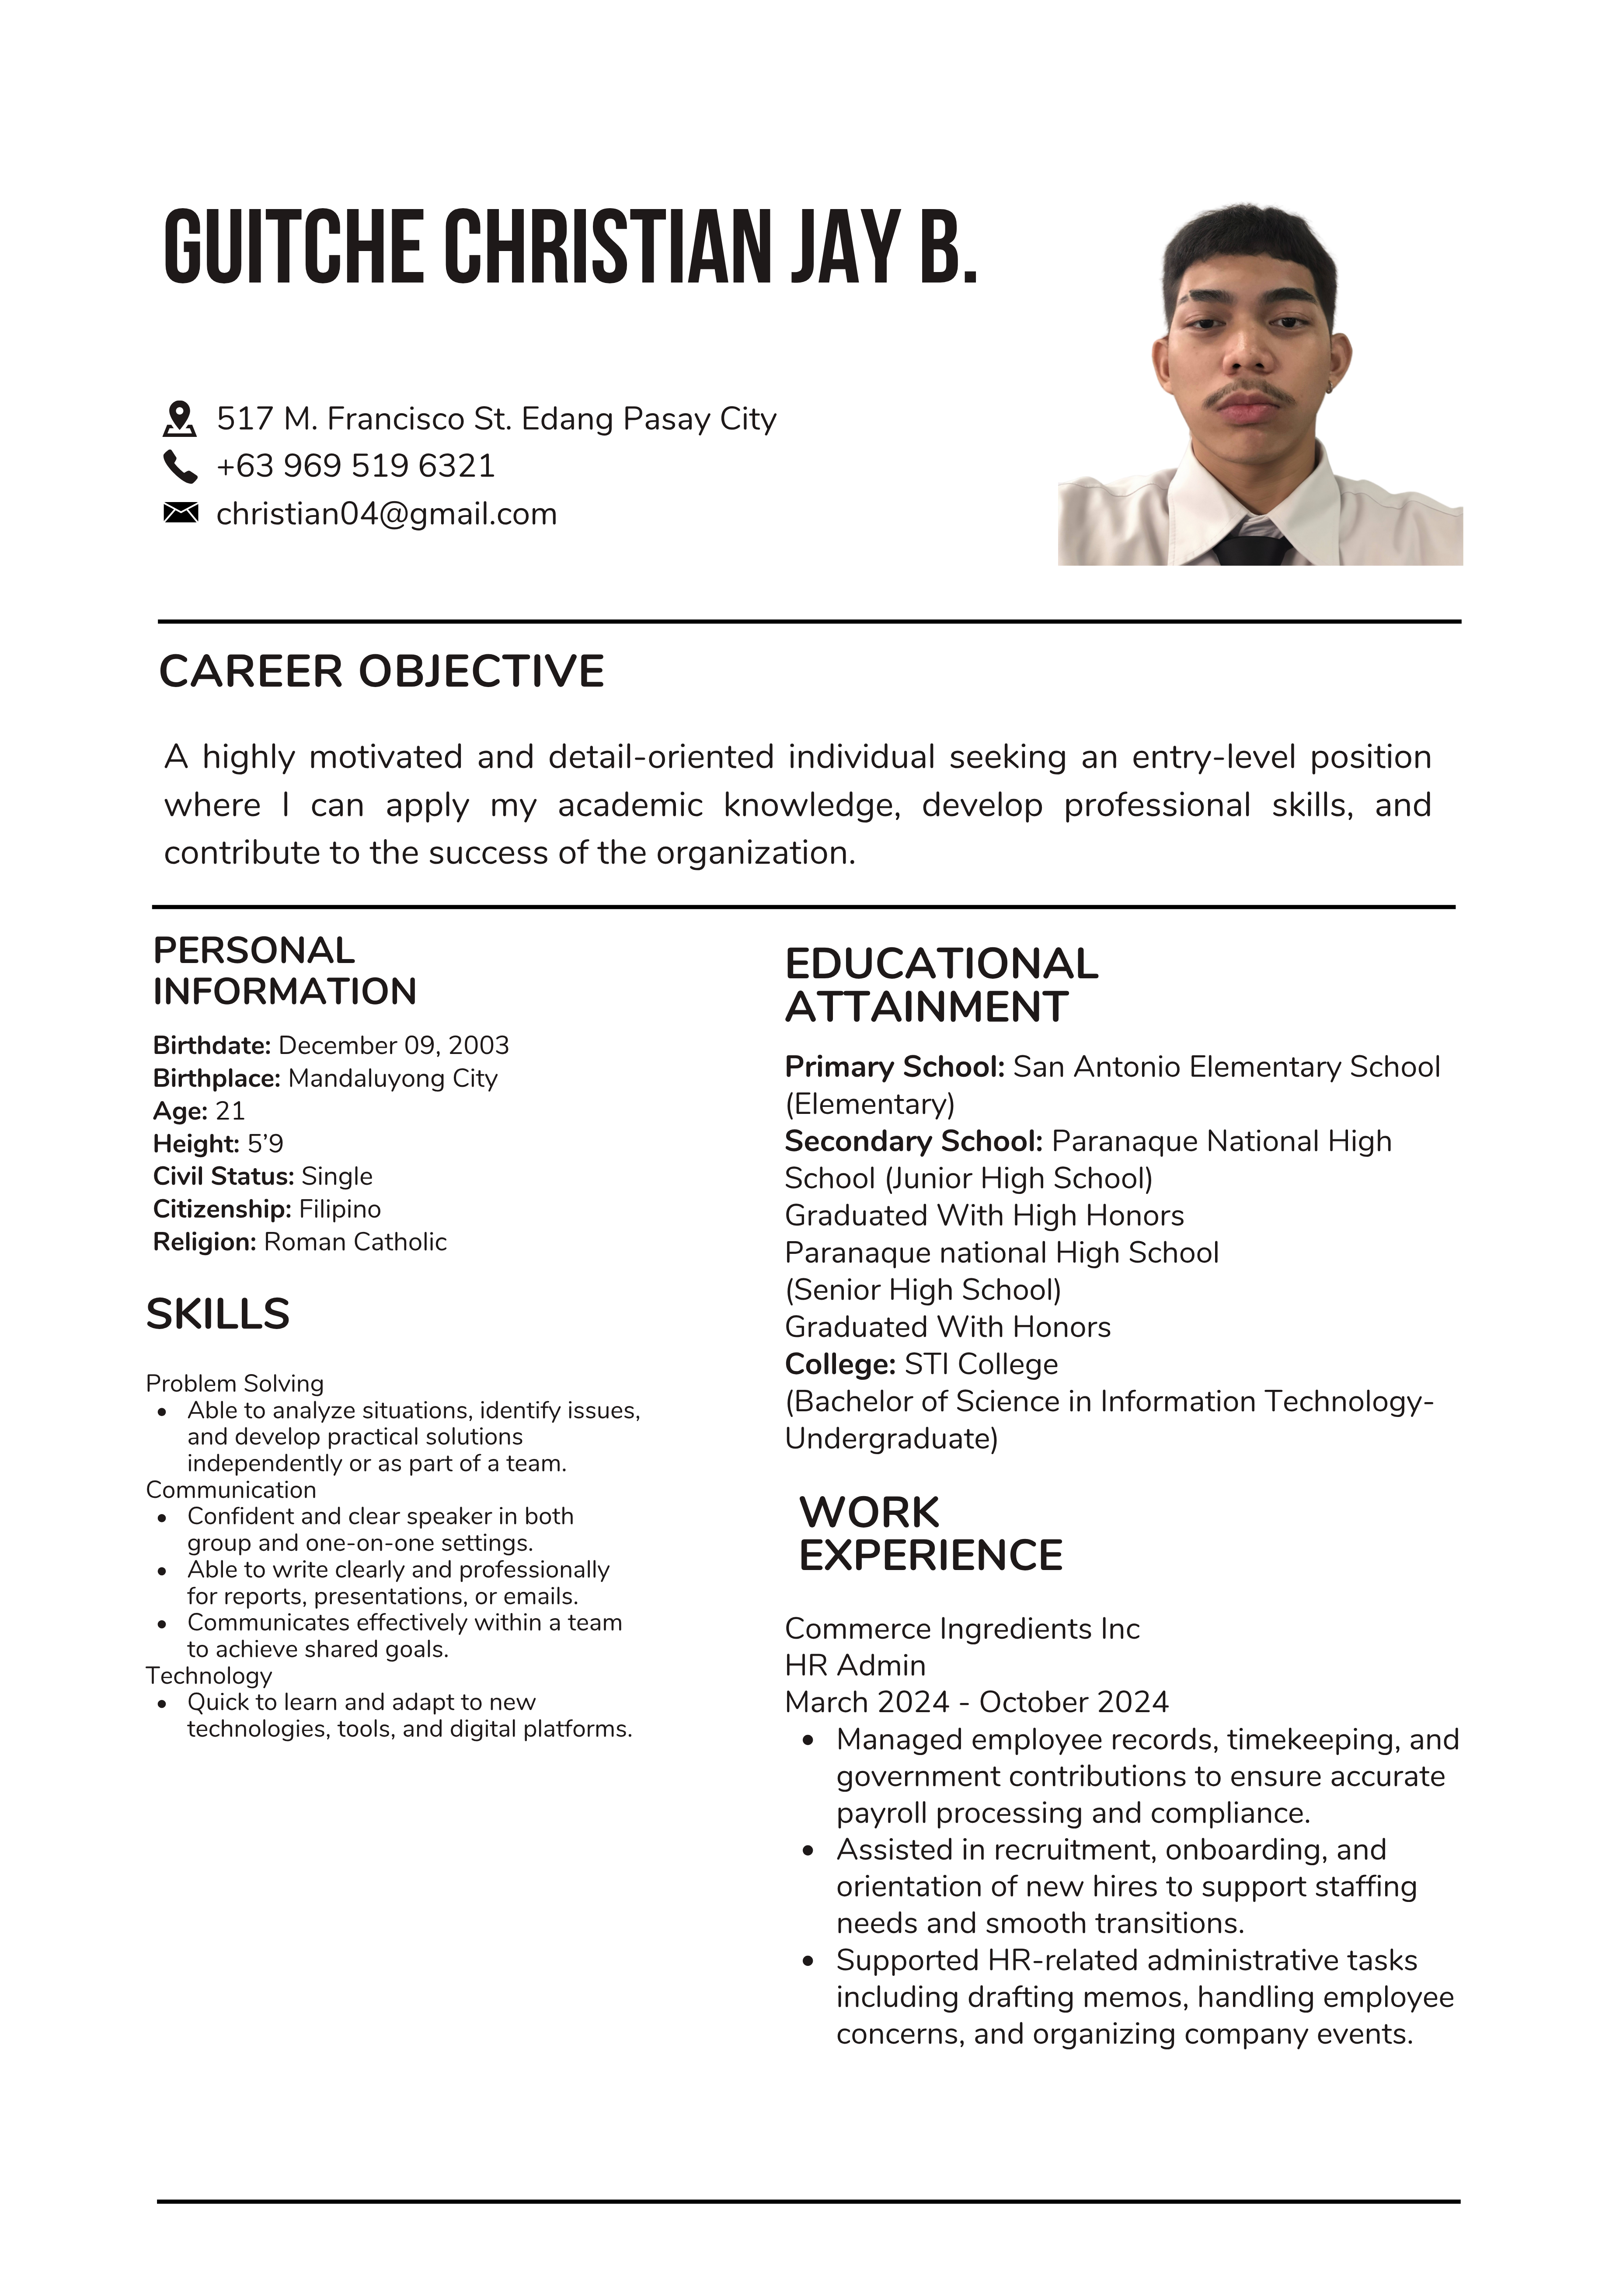 GUITCHE CHRISTIAN JAY B.
517 M. Francisco St. Edang Pasay City
+63 969 519 6321
christian04@gmail.com
CAREER OBJECTIVE
A highly motivated and detail-oriented individual seeking an entry-level position
where I can apply my academic knowledge, develop professional skills, and
contribute to the success of the organization.
PERSONAL
INFORMATION
Birthdate: December 09, 2003
Birthplace: Mandaluyong City
Age: 21
Height: 5’9
Civil Status: Single
Citizenship: Filipino
Religion: Roman Catholic
SKILLS
Problem Solving
• Able to analyze situations, identify issues,
and develop practical solutions
independently or as part of a team.
Communication
• Confident and clear speaker in both
group and one-on-one settings.
• Able to write clearly and professionally
for reports, presentations, or emails.
• Communicates effectively within a team
to achieve shared goals.
Technology
• Quick to learn and adapt to new
technologies, tools, and digital platforms.
EDUCATIONAL
ATTAINMENT
Primary School: San Antonio Elementary School
(Elementary)
Secondary School: Paranaque National High
School (Junior High School)
Graduated With High Honors
Paranaque national High School
(Senior High School)
Graduated With Honors
College: STI College
(Bachelor of Science in Information Technology-
Undergraduate)
WORK
EXPERIENCE
Commerce Ingredients Inc
HR Admin
March 2024 - October 2024
• Managed employee records, timekeeping, and
government contributions to ensure accurate
payroll processing and compliance.
• Assisted in recruitment, onboarding, and
orientation of new hires to support staffing
needs and smooth transitions.
• Supported HR-related administrative tasks
including drafting memos, handling employee
concerns, and organizing company events.